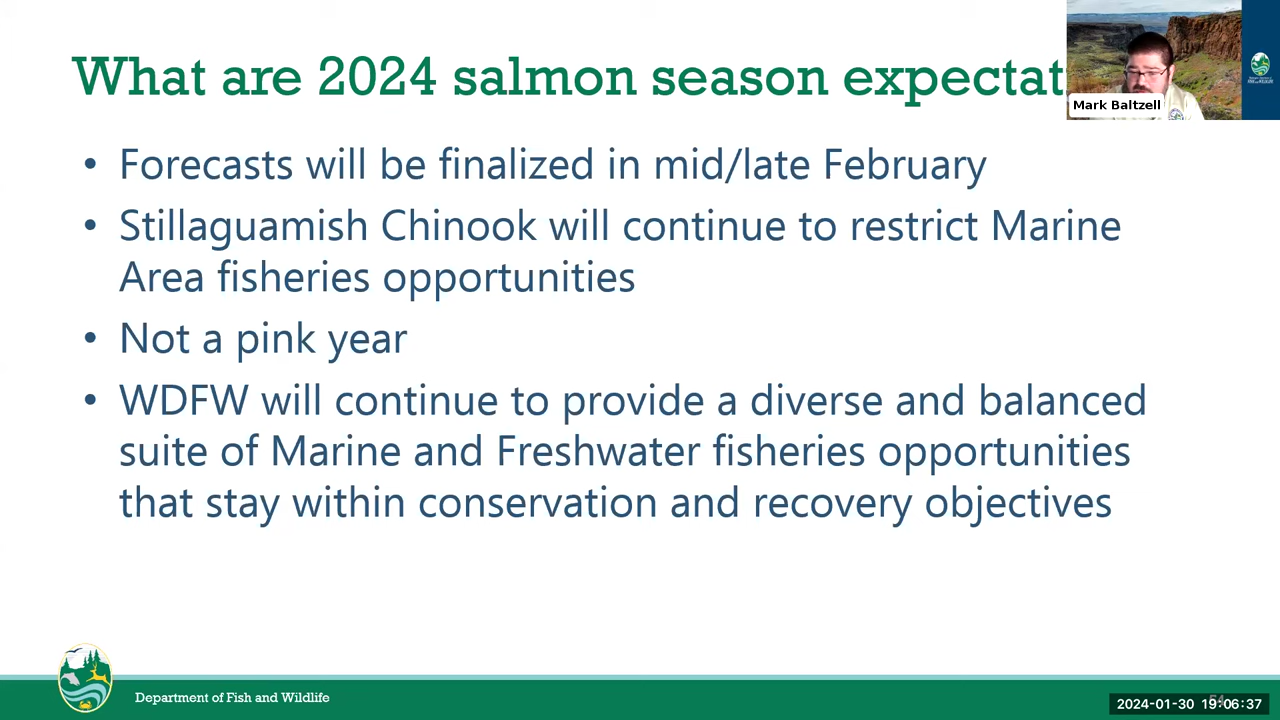 What are 2024 salmon season expectat
Mark Baltzell
• Forecasts will be finalized in mid/late February
• Stillaguamish Chinook will continue to restrict Marine
Area fisheries opportunities
• Not a pink year
• WDFW will continue to provide a diverse and balanced
suite of Marine and Freshwater fisheries opportunities
that stay within conservation and recovery objectives
Department of Fish and Wildlife
2024-01-30 19:06:37